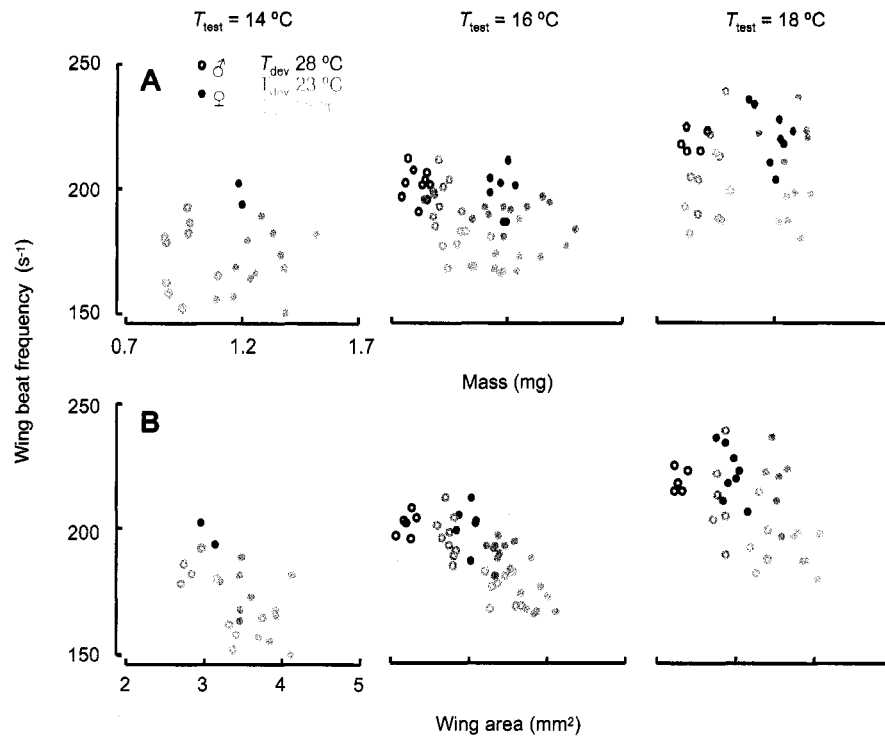 T_test = 14 ºC T_test = 16 ºC T_test = 18 ºC
A
♂ T_dev 28 ºC
♀ T_dev 23 ºC
250
200
150
0.7 1.2 1.7
Mass (mg)
Wing beat frequency (s⁻¹)
B
250
200
150
2 3 4 5
Wing area (mm²)